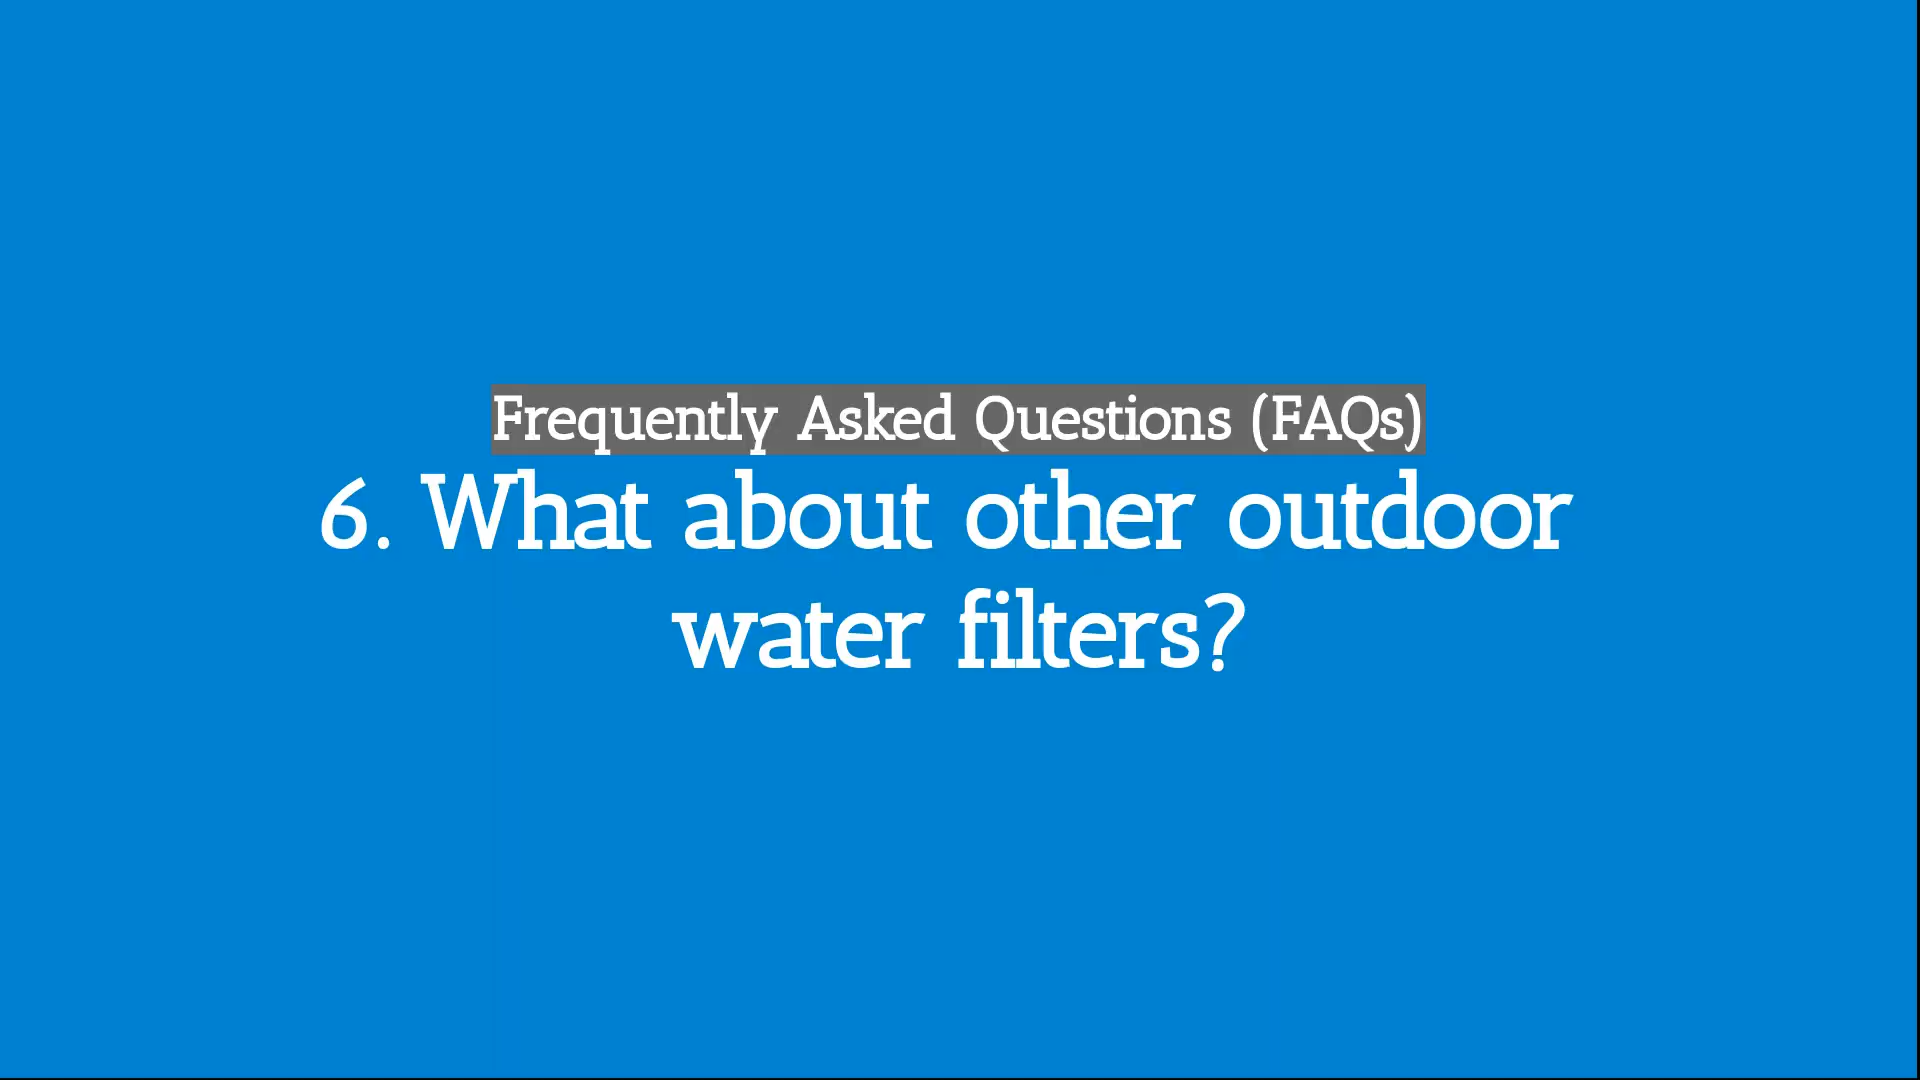 Frequently Asked Questions (FAQs)
6. What about other outdoor
water filters?